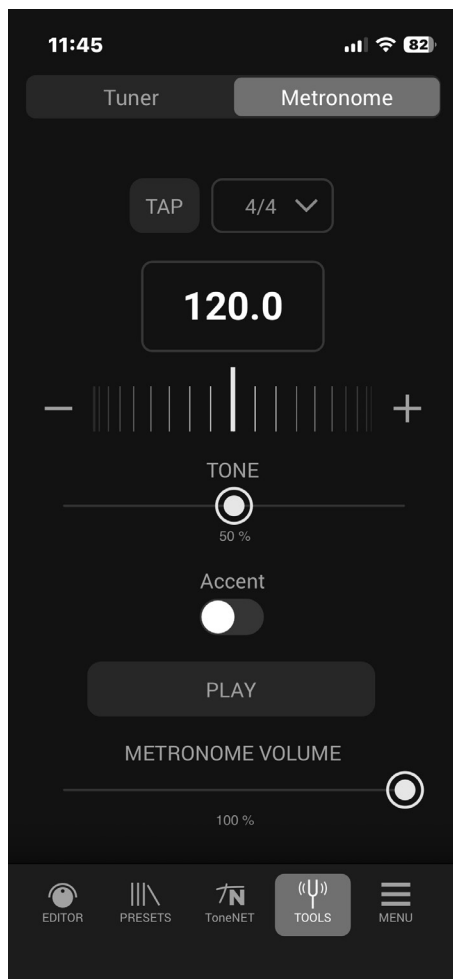 11:45 82
Tuner Metronome
TAP 4/4
120.0
TONE
50 %
Accent
PLAY
METRONOME VOLUME
100 %
EDITOR PRESETS ToneNET TOOLS MENU